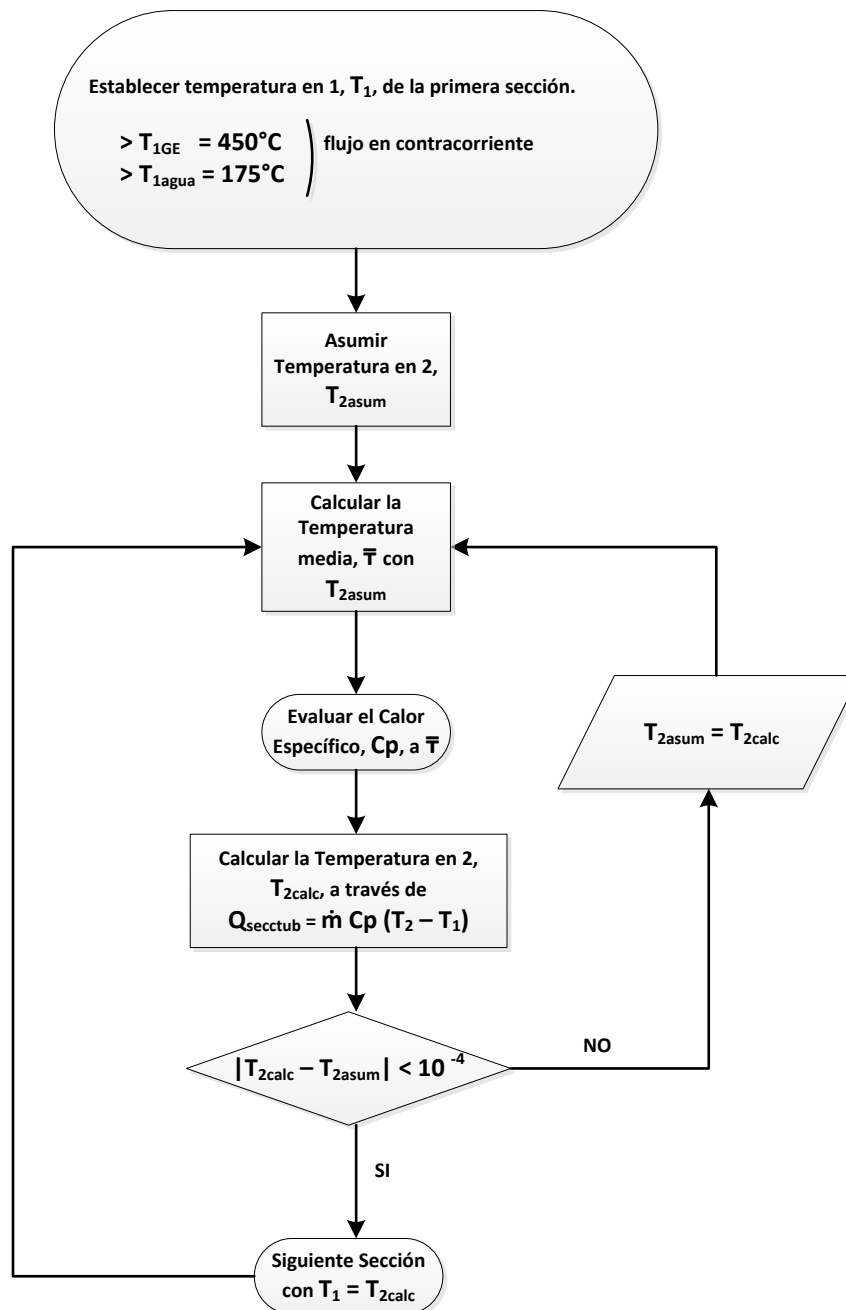 Establecer temperatura en 1, T₁, de la primera sección.
> T₁GE = 450°C
> T₁agua = 175°C
flujo en contracorriente
Asumir
Temperatura en 2,
T₂asum
Calcular la
Temperatura
media, T̅ con
T₂asum
Evaluar el Calor
Específico, Cp, a T̅
T₂asum = T₂calc
Calcular la Temperatura en 2,
T₂calc, a través de
Qsecctub = ṁ Cp (T₂ – T₁)
|T₂calc – T₂asum| < 10⁻⁴
NO
SI
Siguiente Sección
con T₁ = T₂calc